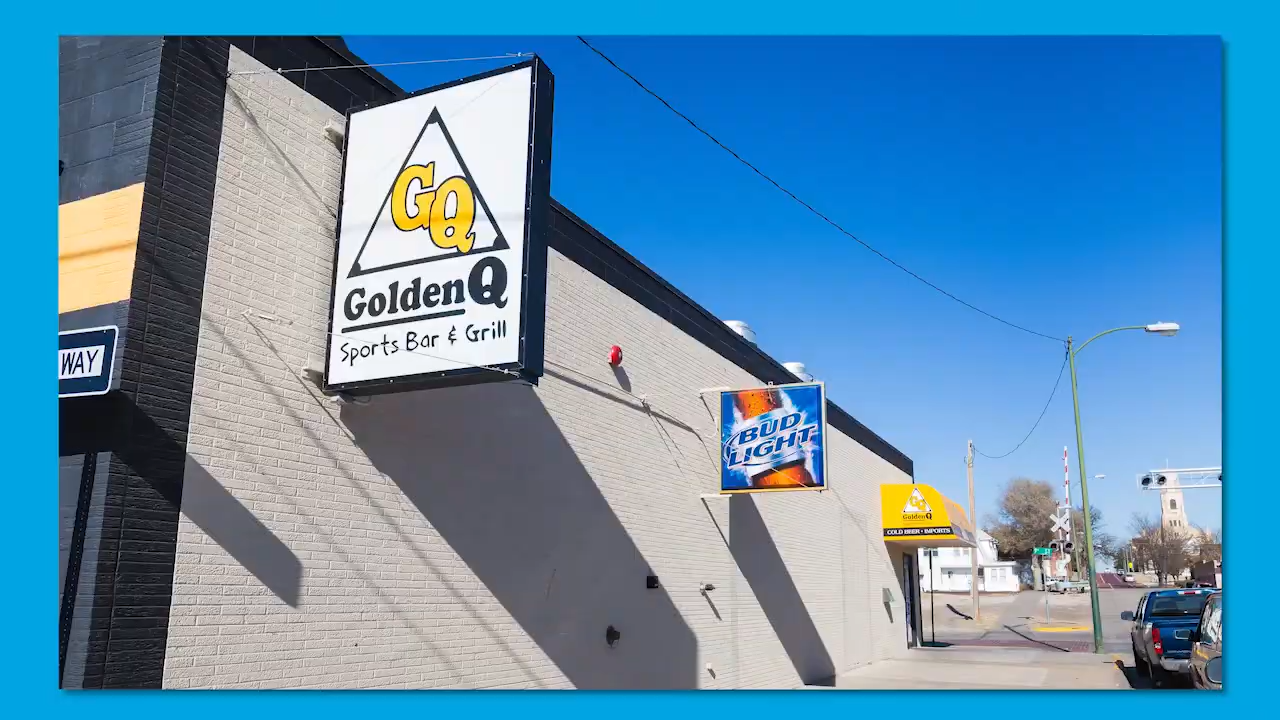 GQ
GoldenQ
Sports Bar & Grill
WAY
BUD
LIGHT
GoldenQ
COLD BEER • IMPORTS